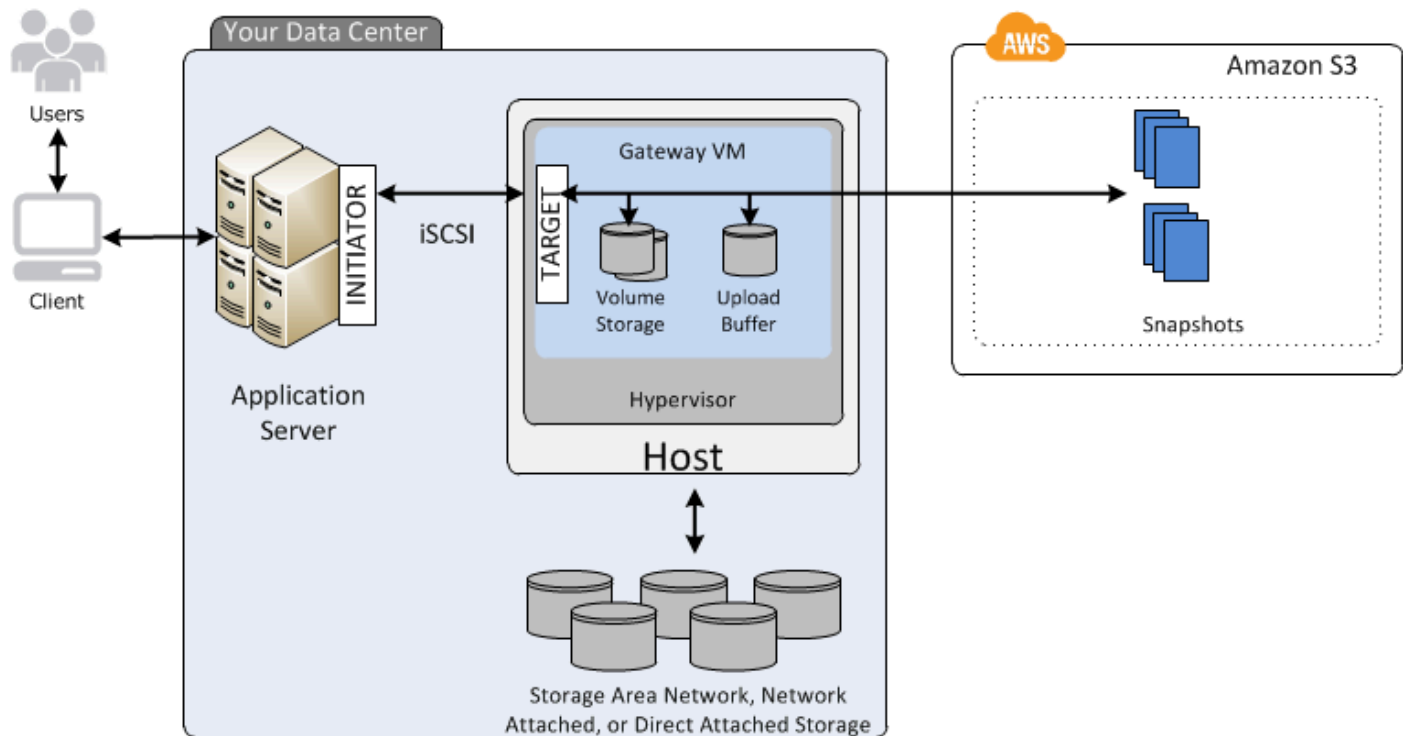 Your Data Center
Users
Client
INITIATOR
Application
Server
iSCSI
Gateway VM
TARGET
Volume
Storage
Upload
Buffer
Hypervisor
Host
Storage Area Network, Network
Attached, or Direct Attached Storage
AWS
Amazon S3
Snapshots